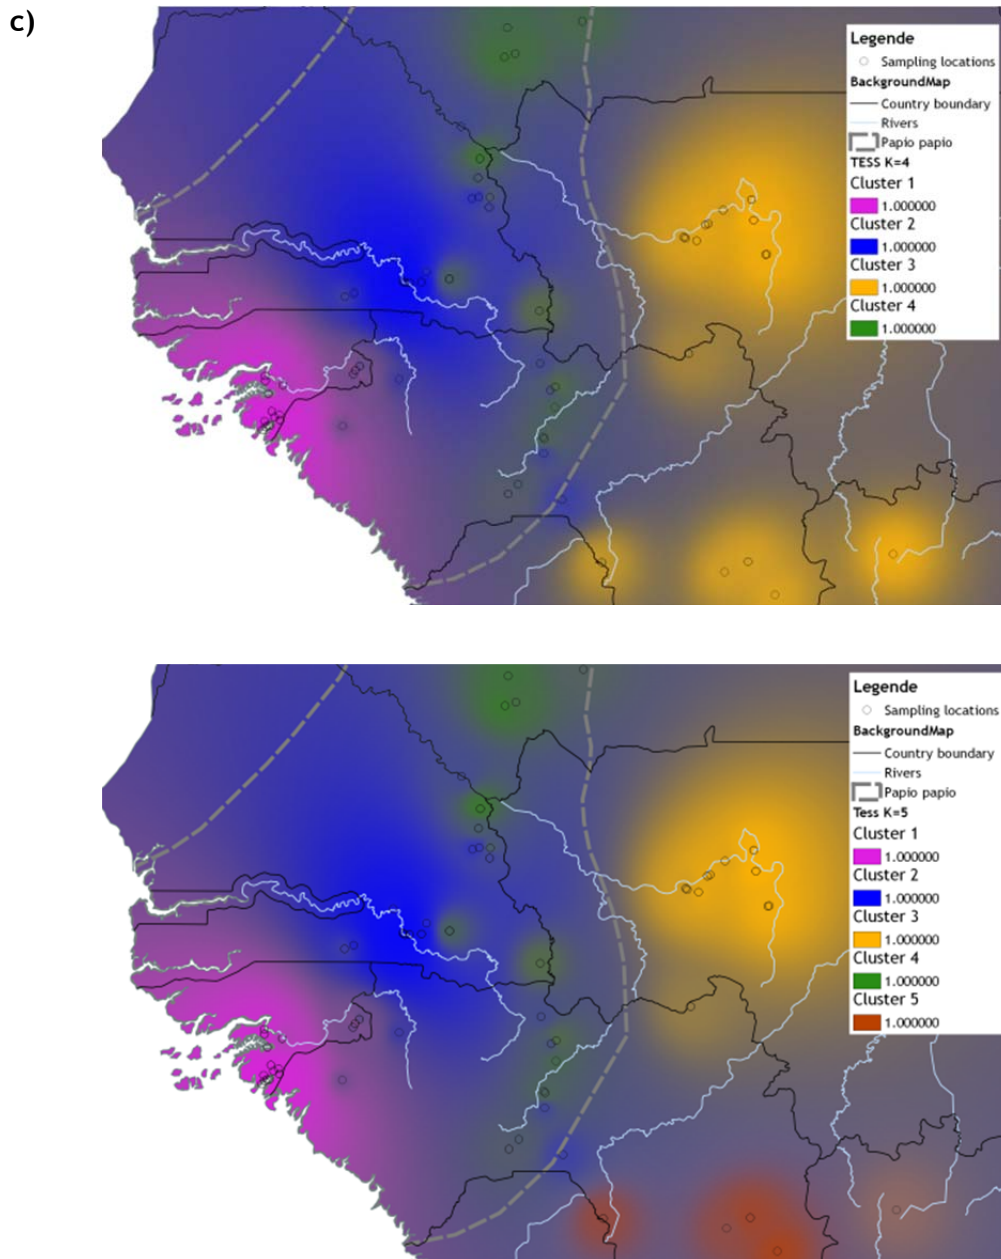 c)
Legende
Sampling locations
BackgroundMap
Country boundary
Rivers
Papio papio
TESS K=4
Cluster 1
1.000000
Cluster 2
1.000000
Cluster 3
1.000000
Cluster 4
1.000000
Legende
Sampling locations
BackgroundMap
Country boundary
Rivers
Papio papio
Tess K=5
Cluster 1
1.000000
Cluster 2
1.000000
Cluster 3
1.000000
Cluster 4
1.000000
Cluster 5
1.000000